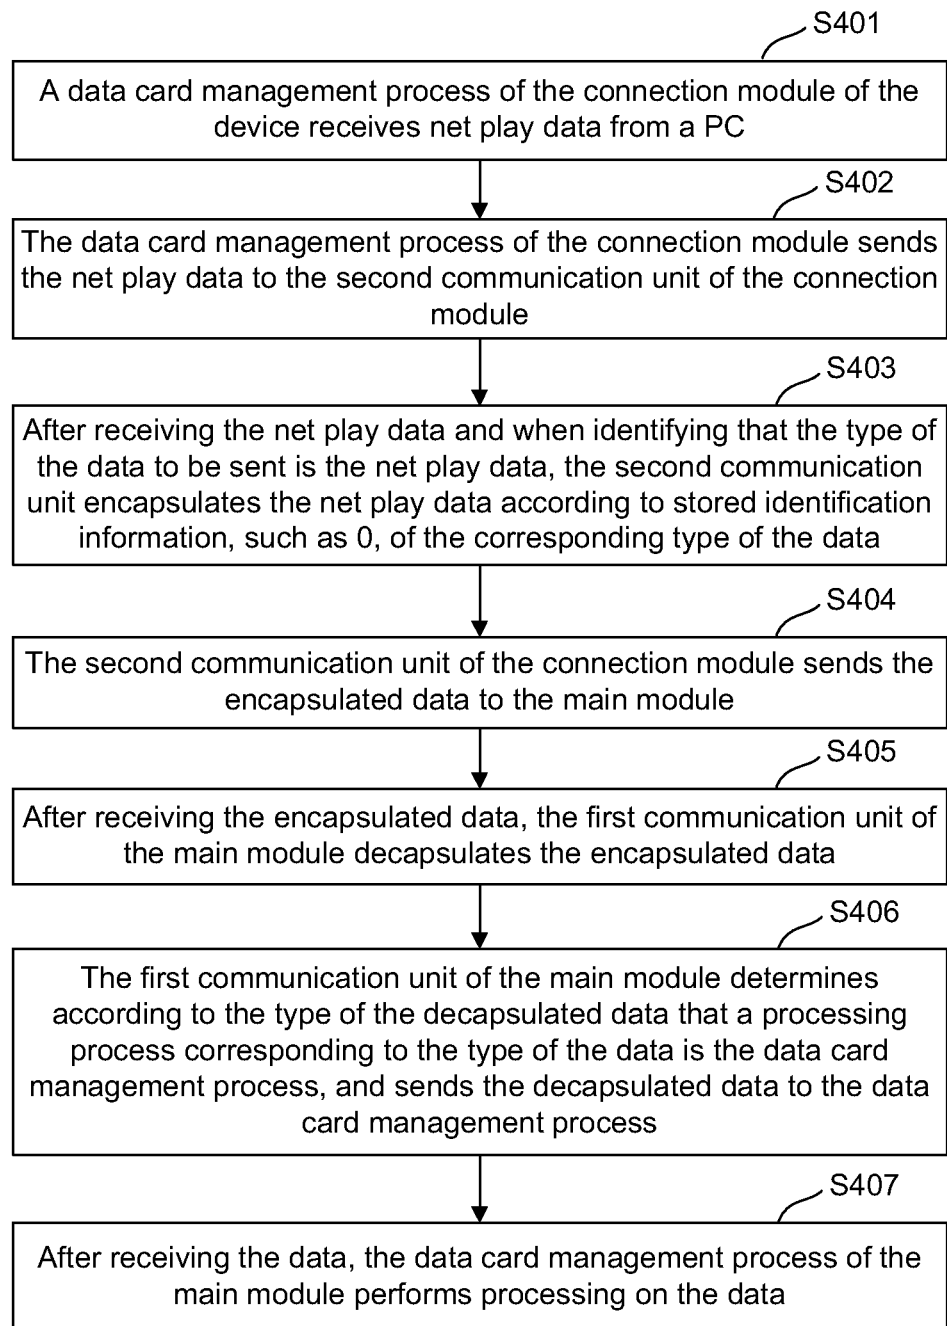 S401
A data card management process of the connection module of the
device receives net play data from a PC
S402
The data card management process of the connection module sends
the net play data to the second communication unit of the connection
module
S403
After receiving the net play data and when identifying that the type of
the data to be sent is the net play data, the second communication
unit encapsulates the net play data according to stored identification
information, such as 0, of the corresponding type of the data
S404
The second communication unit of the connection module sends the
encapsulated data to the main module
S405
After receiving the encapsulated data, the first communication unit of
the main module decapsulates the encapsulated data
S406
The first communication unit of the main module determines
according to the type of the decapsulated data that a processing
process corresponding to the type of the data is the data card
management process, and sends the decapsulated data to the data
card management process
S407
After receiving the data, the data card management process of the
main module performs processing on the data